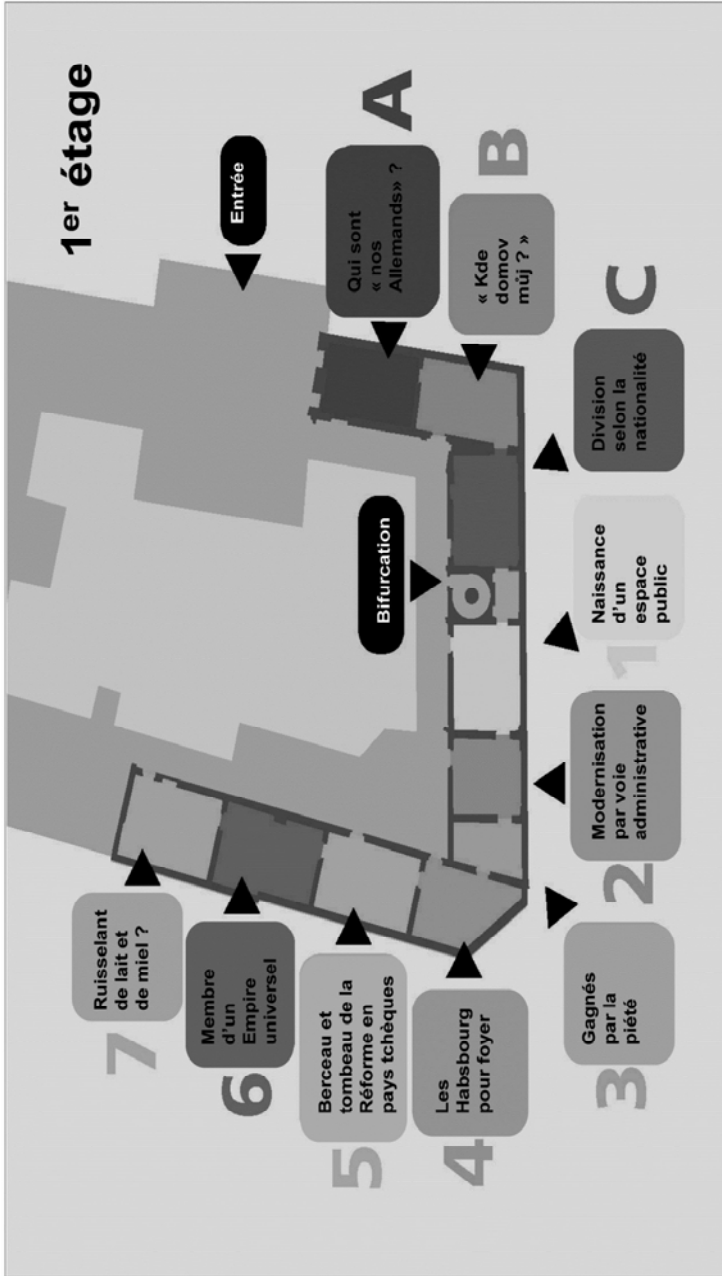 1er étage
Entrée
A
Qui sont
« nos
Allemands» ?
B
« Kde
domov
můj ? »
C
Division
selon la
nationalité
Bifurcation
1
Naissance
d'un
espace
public
2
Modernisation
par voie
administrative
3
Gagnés
par la
piété
4
Les
Habsbourg
pour foyer
5
Berceau et
tombeau de la
Réforme en
pays tchèques
6
Membre
d'un
Empire
universel
7
Ruisselant
de lait et
de miel ?